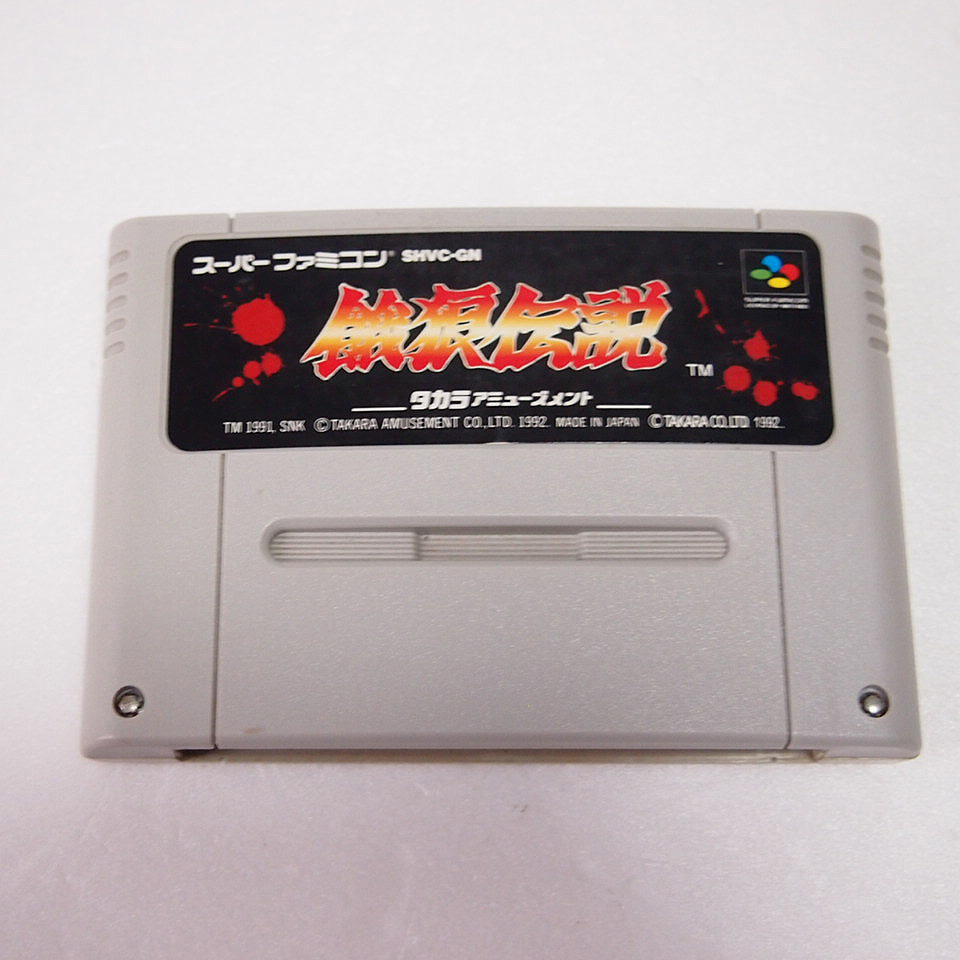 スーパーファミコン® SHVC-GN
餓狼伝説
TM
タカラアミューズメント
TM 1991, SNK ©TAKARA AMUSEMENT CO.,LTD. 1992. MADE IN JAPAN ©TAKARA CO.,LTD. 1992.
SUPER FAMICOM